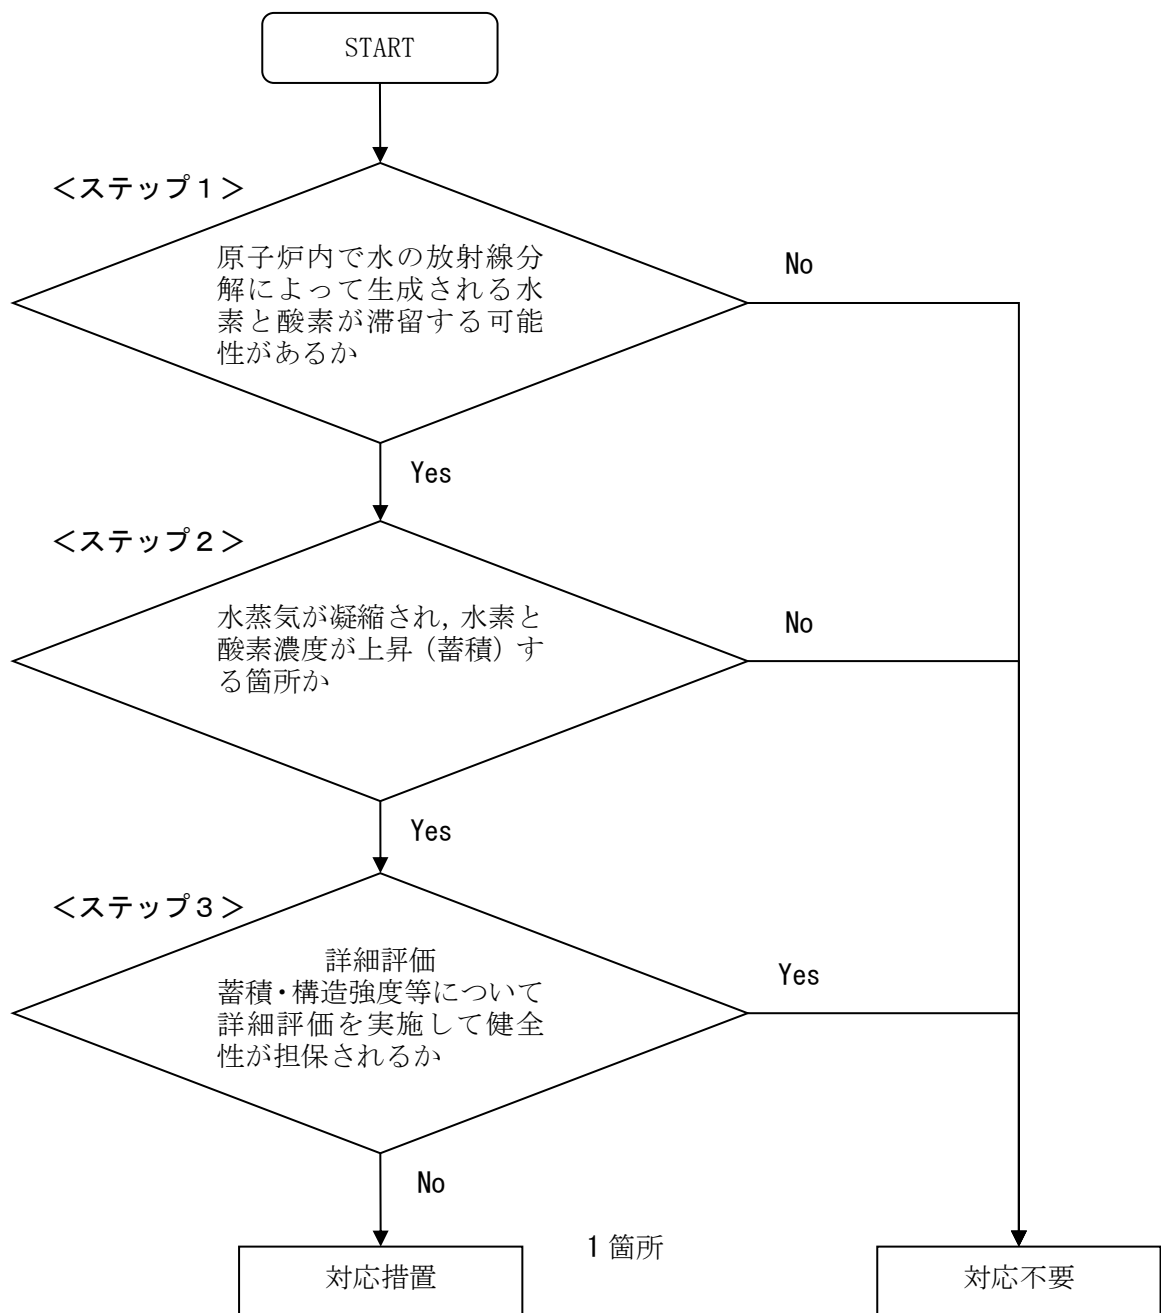 START
＜ステップ１＞
原子炉内で水の放射線分
解によって生成される水
素と酸素が滞留する可能
性があるか
No
Yes
＜ステップ２＞
水蒸気が凝縮され,水素と
酸素濃度が上昇（蓄積）す
る箇所か
No
Yes
＜ステップ３＞
詳細評価
蓄積・構造強度等について
詳細評価を実施して健全
性が担保されるか
Yes
No
1箇所
対応措置
対応不要